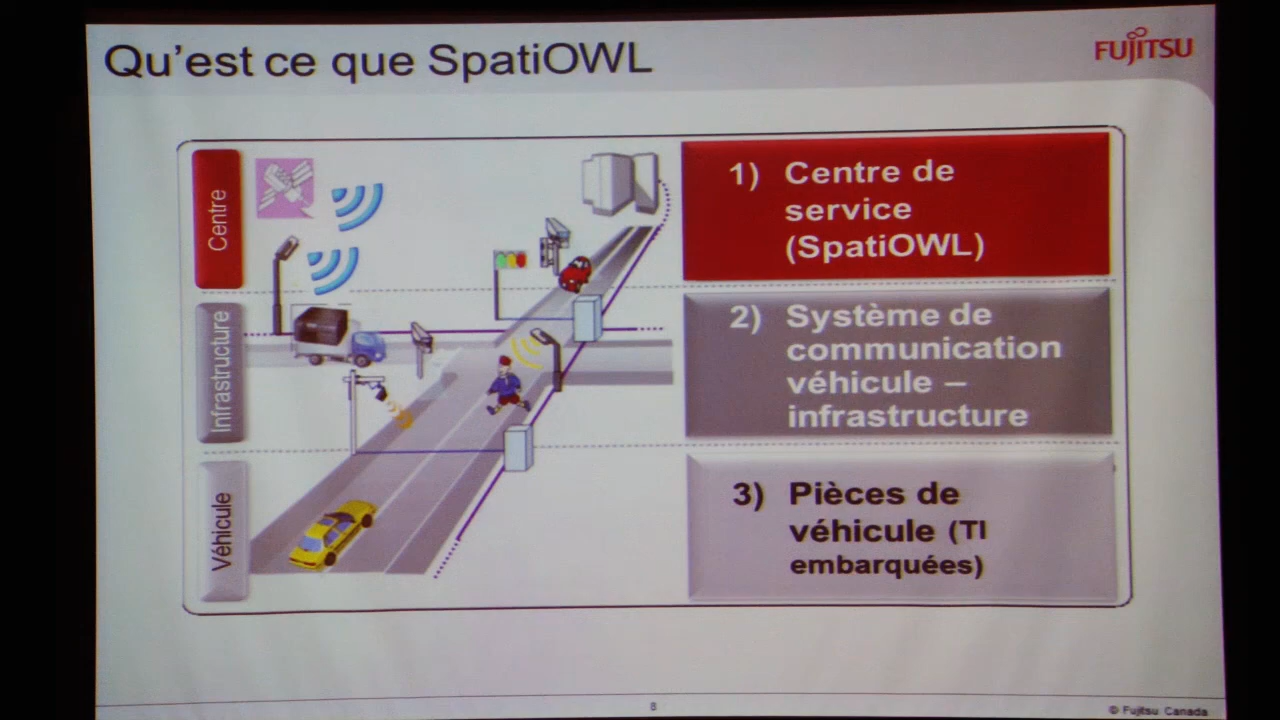 Qu'est ce que SpatiOWL
FUJITSU
Centre
1) Centre de
service
(SpatiOWL)
Infrastructure
2) Système de
communication
véhicule –
infrastructure
Véhicule
3) Pièces de
véhicule (TI
embarquées)
8
© Fujitsu Canada